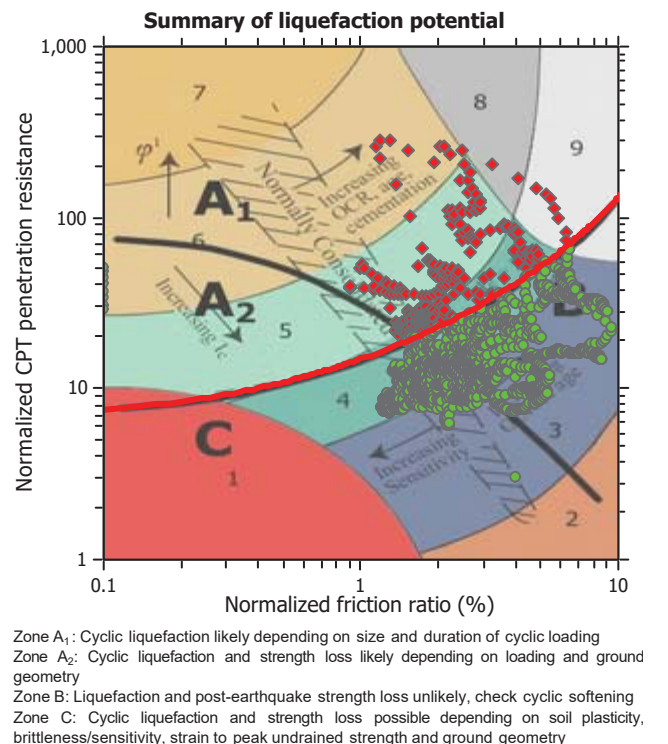 Summary of liquefaction potential
1,000
100
10
1
Normalized CPT penetration resistance
7
8
9
φ'
A1
Increasing
OCR, age,
cementation
Normally Consolidated
6
A2
Increasing Ic
5
B
4
3
C
1
Increasing
Sensitivity
2
0.1
1
10
Normalized friction ratio (%)
Zone A1: Cyclic liquefaction likely depending on size and duration of cyclic loading
Zone A2: Cyclic liquefaction and strength loss likely depending on loading and ground
geometry
Zone B: Liquefaction and post-earthquake strength loss unlikely, check cyclic softening
Zone C: Cyclic liquefaction and strength loss possible depending on soil plasticity,
brittleness/sensitivity, strain to peak undrained strength and ground geometry